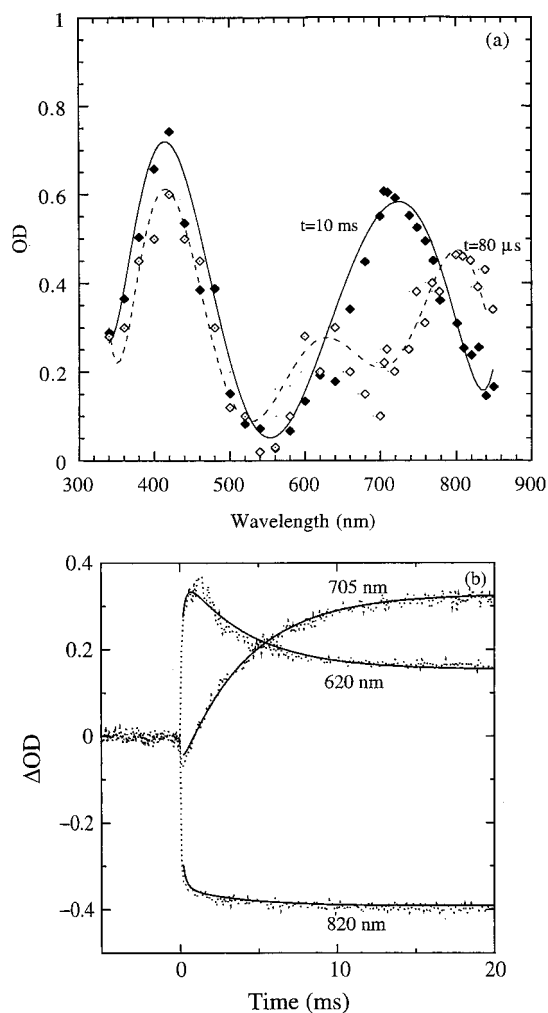 (a)
1
0.8
0.6
0.4
0.2
0
OD
t=10 ms
t=80 µs
300 400 500 600 700 800 900
Wavelength (nm)
(b)
0.4
0.2
0
−0.2
−0.4
ΔOD
705 nm
620 nm
820 nm
0 10 20
Time (ms)